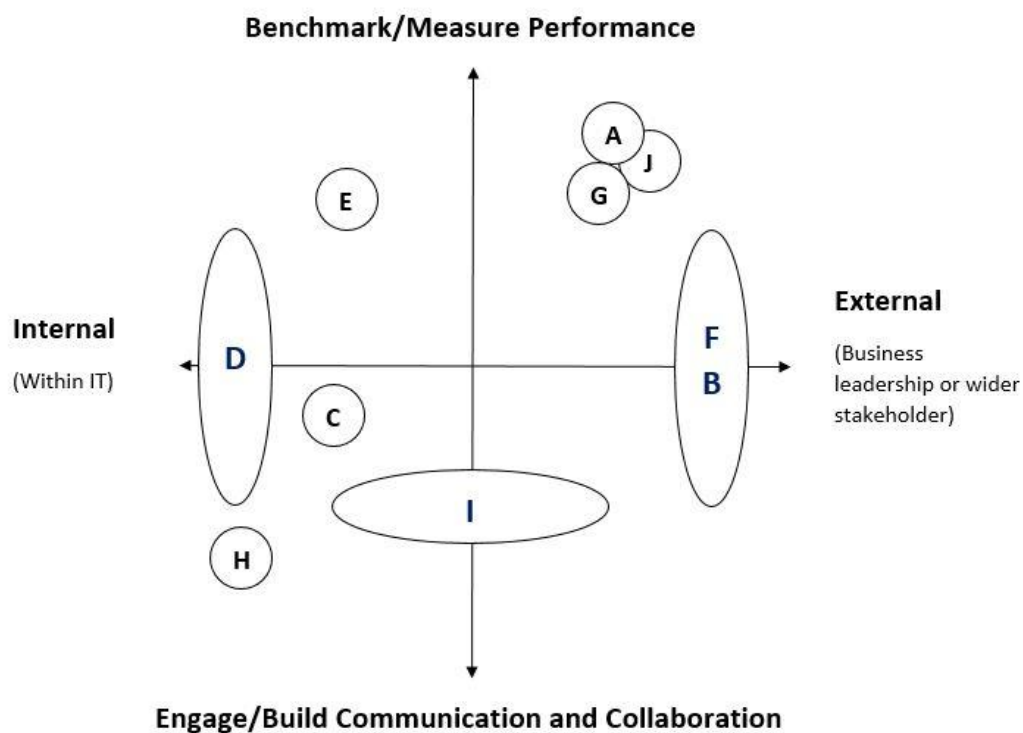 Benchmark/Measure Performance
A
J
G
E
Internal
(Within IT)
D
F
B
External
(Business
leadership or wider
stakeholder)
C
I
H
Engage/Build Communication and Collaboration